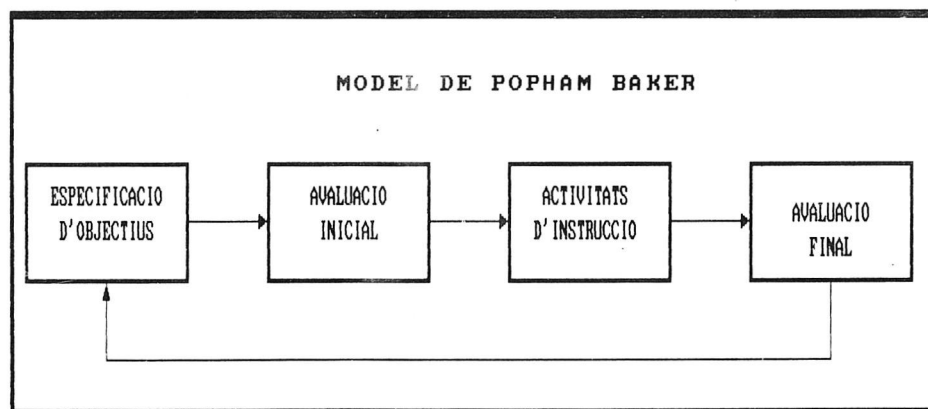 MODEL DE POPHAM BAKER
ESPECIFICACIO
D'OBJECTIUS
AVALUACIO
INICIAL
ACTIVITATS
D'INSTRUCCIO
AVALUACIO
FINAL